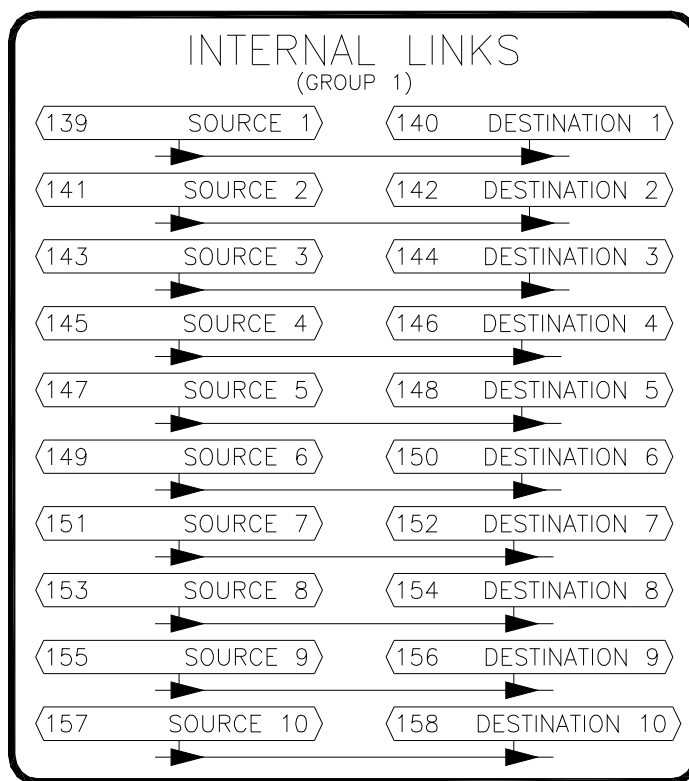 INTERNAL LINKS
(GROUP 1)
139 SOURCE 1 140 DESTINATION 1
141 SOURCE 2 142 DESTINATION 2
143 SOURCE 3 144 DESTINATION 3
145 SOURCE 4 146 DESTINATION 4
147 SOURCE 5 148 DESTINATION 5
149 SOURCE 6 150 DESTINATION 6
151 SOURCE 7 152 DESTINATION 7
153 SOURCE 8 154 DESTINATION 8
155 SOURCE 9 156 DESTINATION 9
157 SOURCE 10 158 DESTINATION 10